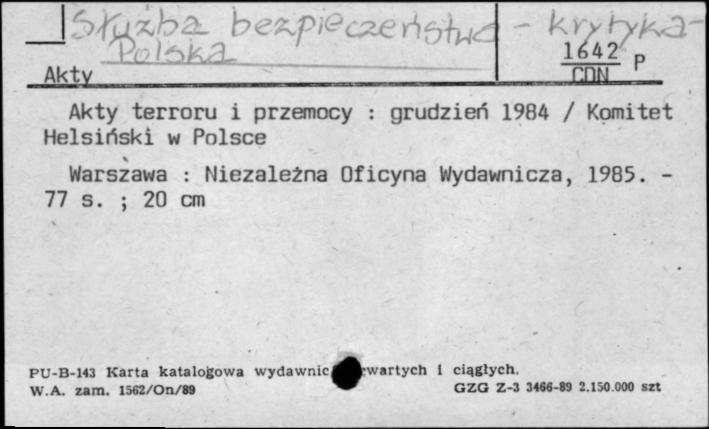 Służba bezpieczeństwa - krytyka-
Polska
1642 P
CDN
Akty
Akty terroru i przemocy : grudzień 1984 / Komitet
Helsiński w Polsce
Warszawa : Niezależna Oficyna Wydawnicza, 1985. -
77 s. ; 20 cm
PU-B-143 Karta katalogowa wydawnic wartych i ciągłych.
W.A. zam. 1562/On/89 GZG Z-3 3466-89 2.150.000 szt